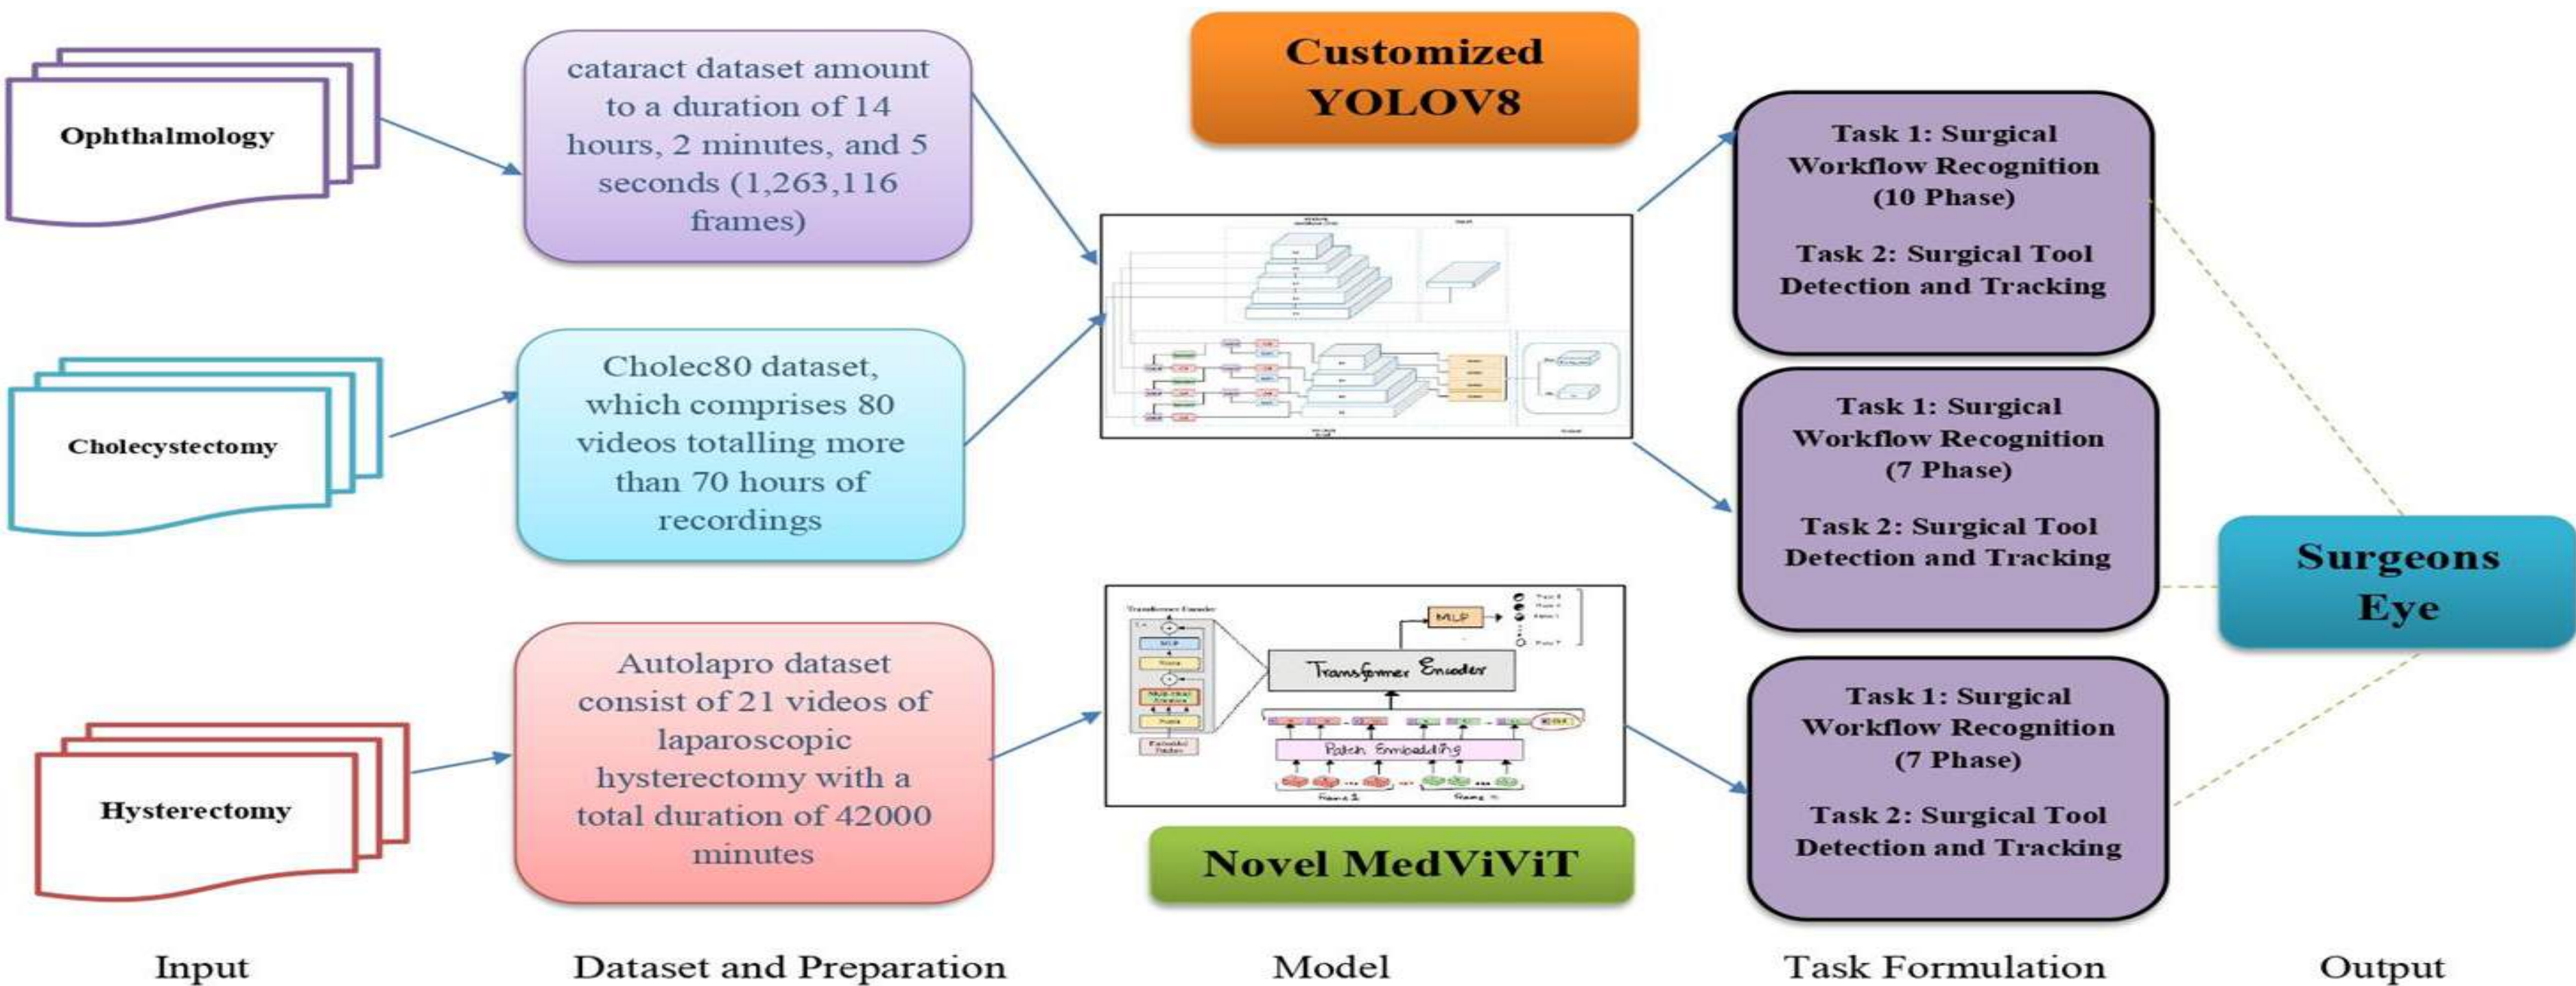 Ophthalmology
cataract dataset amount
to a duration of 14
hours, 2 minutes, and 5
seconds (1,263,116
frames)
Customized
YOLOV8
Task 1: Surgical
Workflow Recognition
(10 Phase)
Task 2: Surgical Tool
Detection and Tracking
Cholecystectomy
Cholec80 dataset,
which comprises 80
videos totalling more
than 70 hours of
recordings
Task 1: Surgical
Workflow Recognition
(7 Phase)
Task 2: Surgical Tool
Detection and Tracking
Surgeons
Eye
Hysterectomy
Autolapro dataset
consist of 21 videos of
laparoscopic
hysterectomy with a
total duration of 42000
minutes
Transformer Encoder
MLP
MLP
Transformer Encoder
Patch Embedding
Frame 1
Novel MedViViT
Task 1: Surgical
Workflow Recognition
(7 Phase)
Task 2: Surgical Tool
Detection and Tracking
Input
Dataset and Preparation
Model
Task Formulation
Output